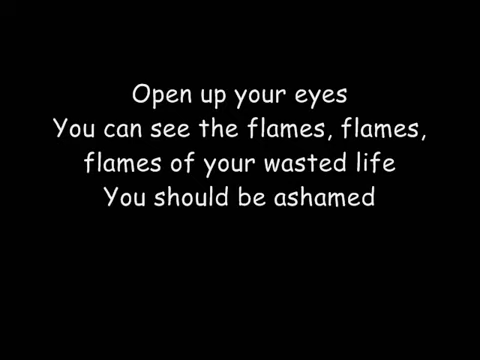 Open up your eyes
You can see the flames, flames,
flames of your wasted life
You should be ashamed